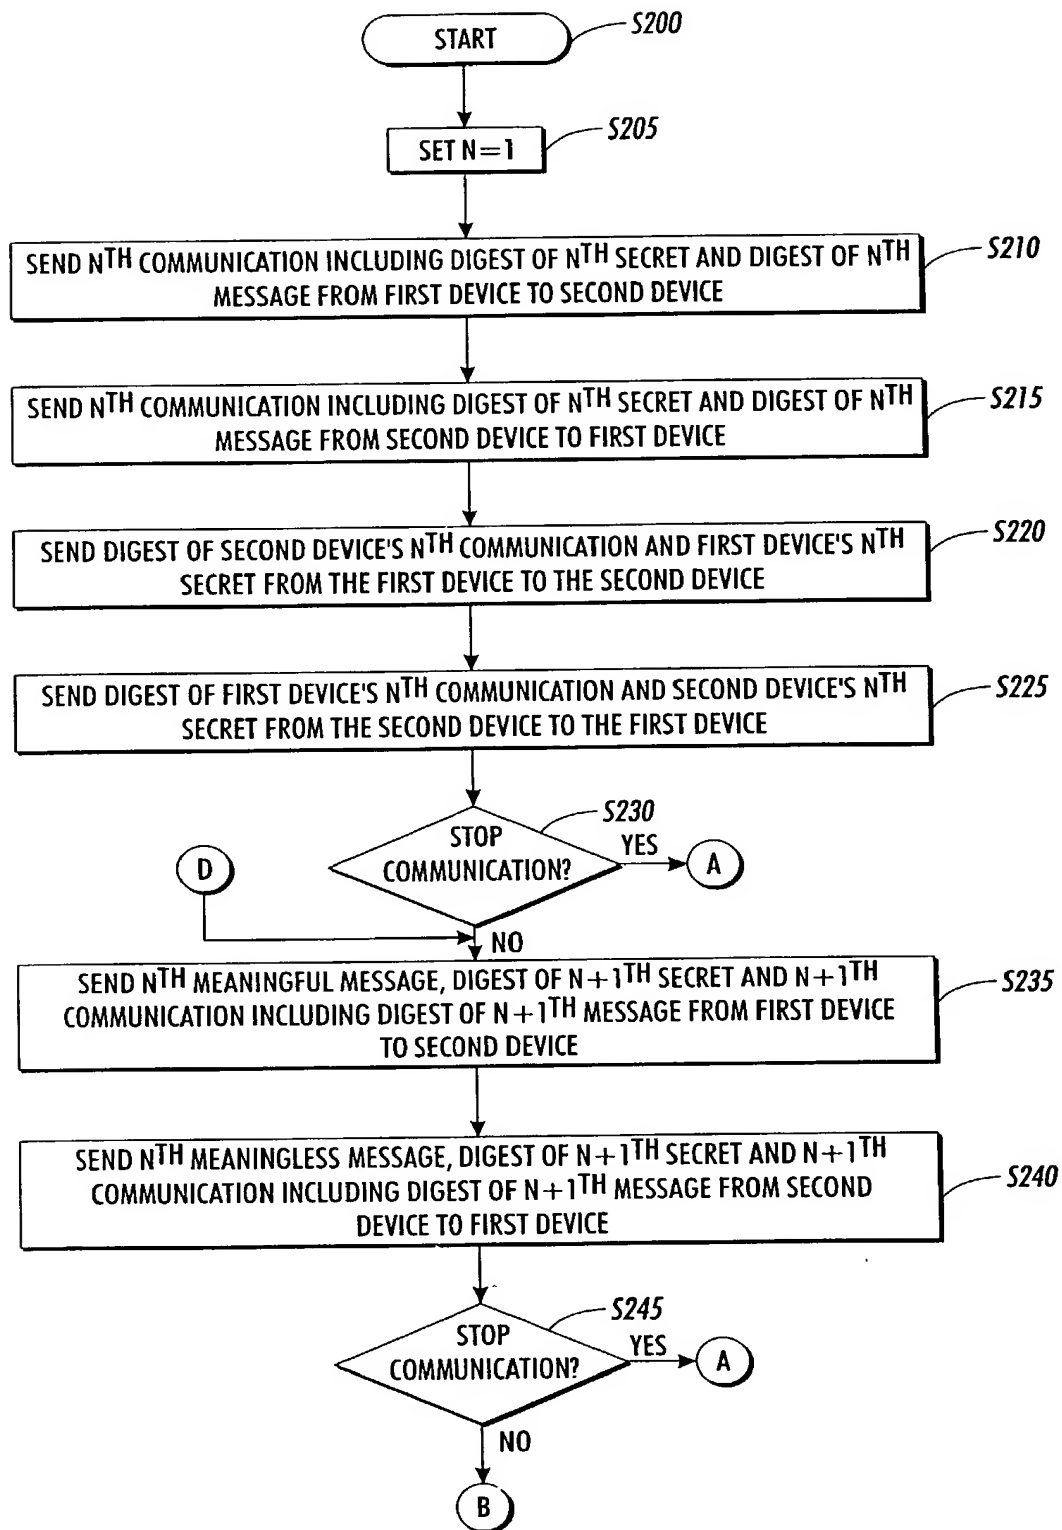 START
S200
SET N=1
S205
SEND NTH COMMUNICATION INCLUDING DIGEST OF NTH SECRET AND DIGEST OF NTH
MESSAGE FROM FIRST DEVICE TO SECOND DEVICE
S210
SEND NTH COMMUNICATION INCLUDING DIGEST OF NTH SECRET AND DIGEST OF NTH
MESSAGE FROM SECOND DEVICE TO FIRST DEVICE
S215
SEND DIGEST OF SECOND DEVICE'S NTH COMMUNICATION AND FIRST DEVICE'S NTH
SECRET FROM THE FIRST DEVICE TO THE SECOND DEVICE
S220
SEND DIGEST OF FIRST DEVICE'S NTH COMMUNICATION AND SECOND DEVICE'S NTH
SECRET FROM THE SECOND DEVICE TO THE FIRST DEVICE
S225
STOP
COMMUNICATION?
S230
YES
A
D
NO
SEND NTH MEANINGFUL MESSAGE, DIGEST OF N+1TH SECRET AND N+1TH
COMMUNICATION INCLUDING DIGEST OF N+1TH MESSAGE FROM FIRST DEVICE
TO SECOND DEVICE
S235
SEND NTH MEANINGLESS MESSAGE, DIGEST OF N+1TH SECRET AND N+1TH
COMMUNICATION INCLUDING DIGEST OF N+1TH MESSAGE FROM SECOND
DEVICE TO FIRST DEVICE
S240
STOP
COMMUNICATION?
S245
YES
A
NO
B